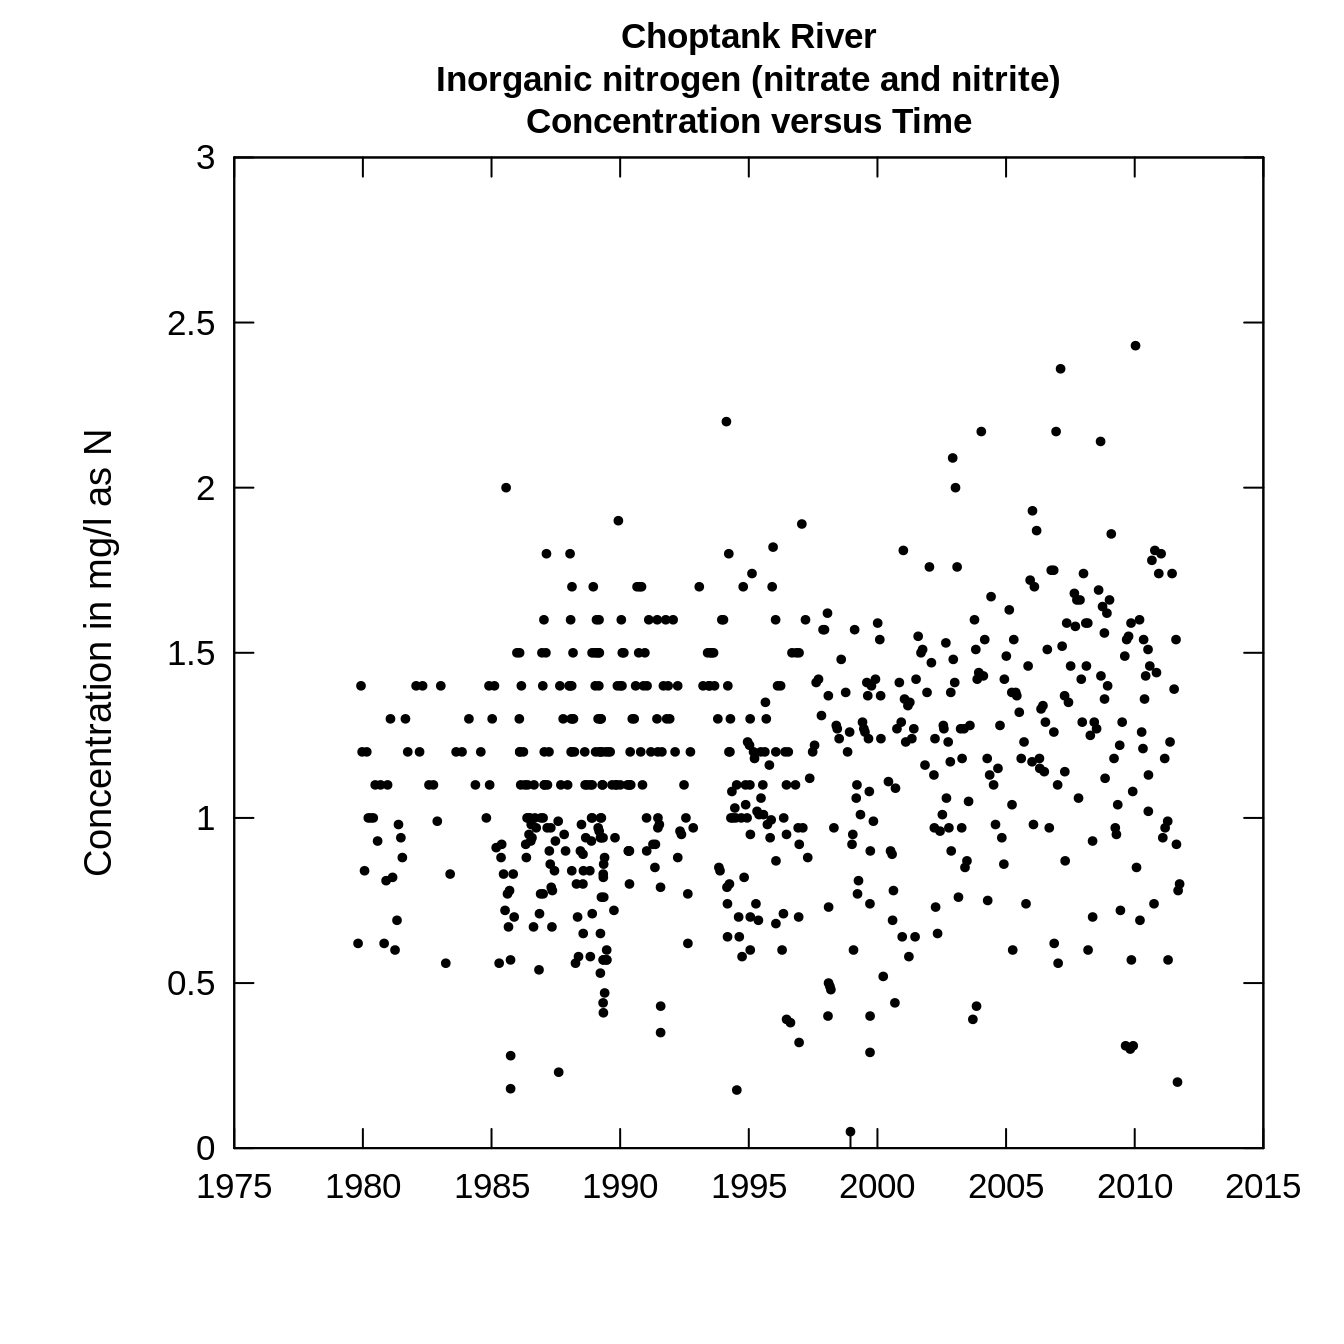 Choptank River
Inorganic nitrogen (nitrate and nitrite)
Concentration versus Time
3
2.5
2
1.5
1
0.5
0
Concentration in mg/l as N
1975 1980 1985 1990 1995 2000 2005 2010 2015